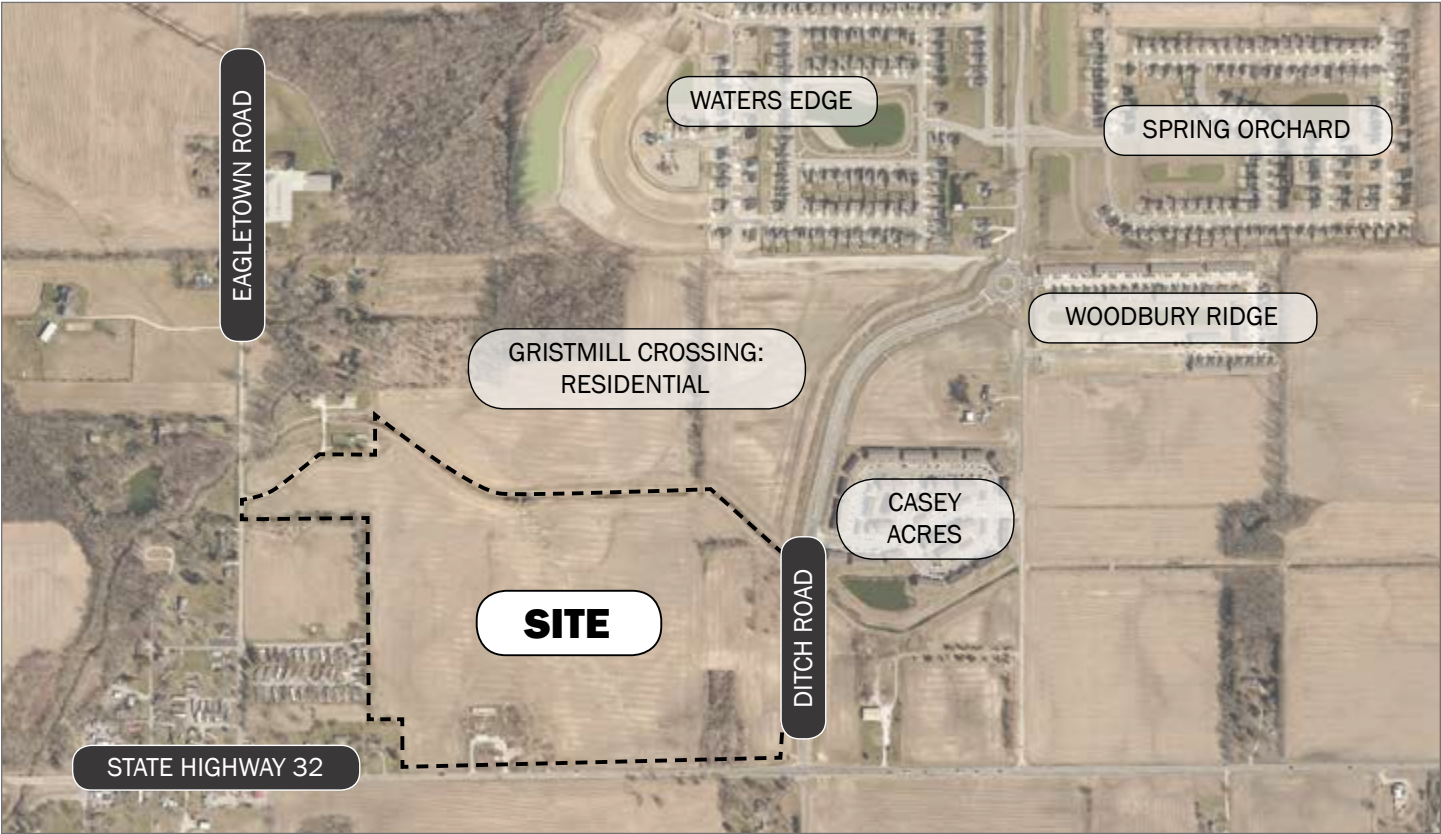 WATERS EDGE
SPRING ORCHARD
EAGLETOWN ROAD
WOODBURY RIDGE
GRISTMILL CROSSING:
RESIDENTIAL
CASEY
ACRES
SITE
DITCH ROAD
STATE HIGHWAY 32